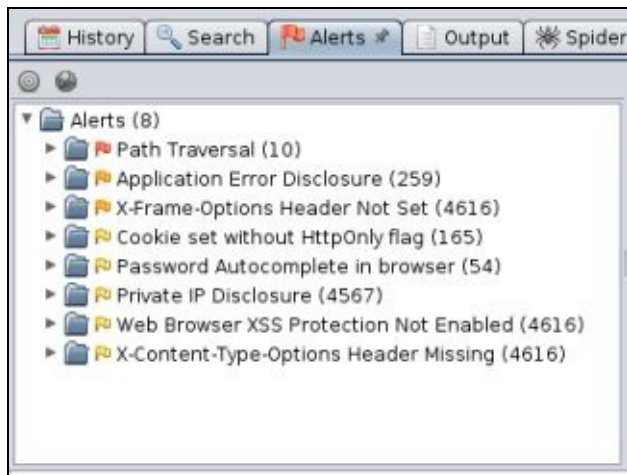 History Search Alerts Output Spider
Alerts (8)
Path Traversal (10)
Application Error Disclosure (259)
X-Frame-Options Header Not Set (4616)
Cookie set without HttpOnly flag (165)
Password Autocomplete in browser (54)
Private IP Disclosure (4567)
Web Browser XSS Protection Not Enabled (4616)
X-Content-Type-Options Header Missing (4616)